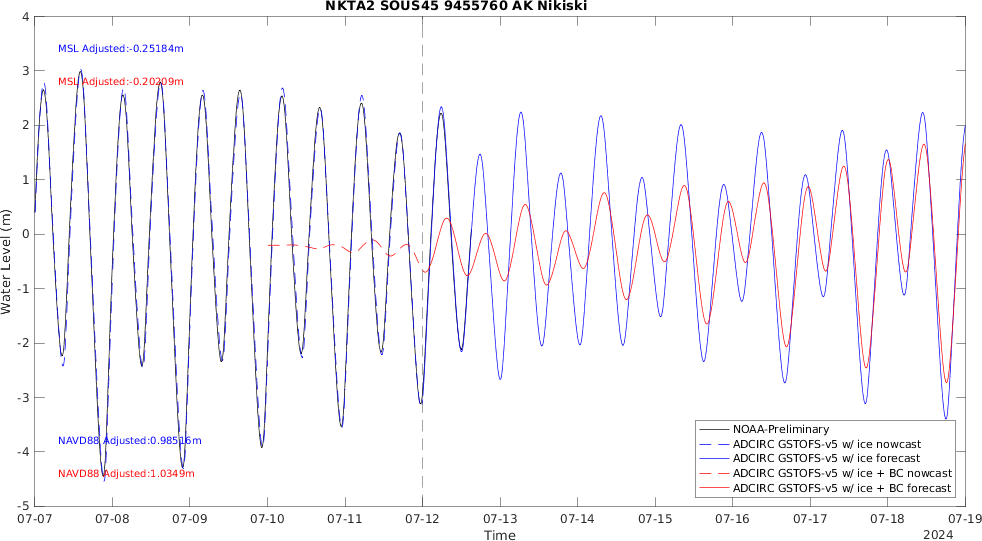 NKTA2 SOUS45 9455760 AK Nikiski
4
3
2
1
0
-1
-2
-3
-4
-5
Water Level (m)
MSL Adjusted:-0.25184m
MSL Adjusted:-0.20209m
NAVD88 Adjusted:0.98516m
NAVD88 Adjusted:1.0349m
NOAA-Preliminary
ADCIRC GSTOFS-v5 w/ ice nowcast
ADCIRC GSTOFS-v5 w/ ice forecast
ADCIRC GSTOFS-v5 w/ ice + BC nowcast
ADCIRC GSTOFS-v5 w/ ice + BC forecast
07-07 07-08 07-09 07-10 07-11 07-12 07-13 07-14 07-15 07-16 07-17 07-18 07-19
Time
2024